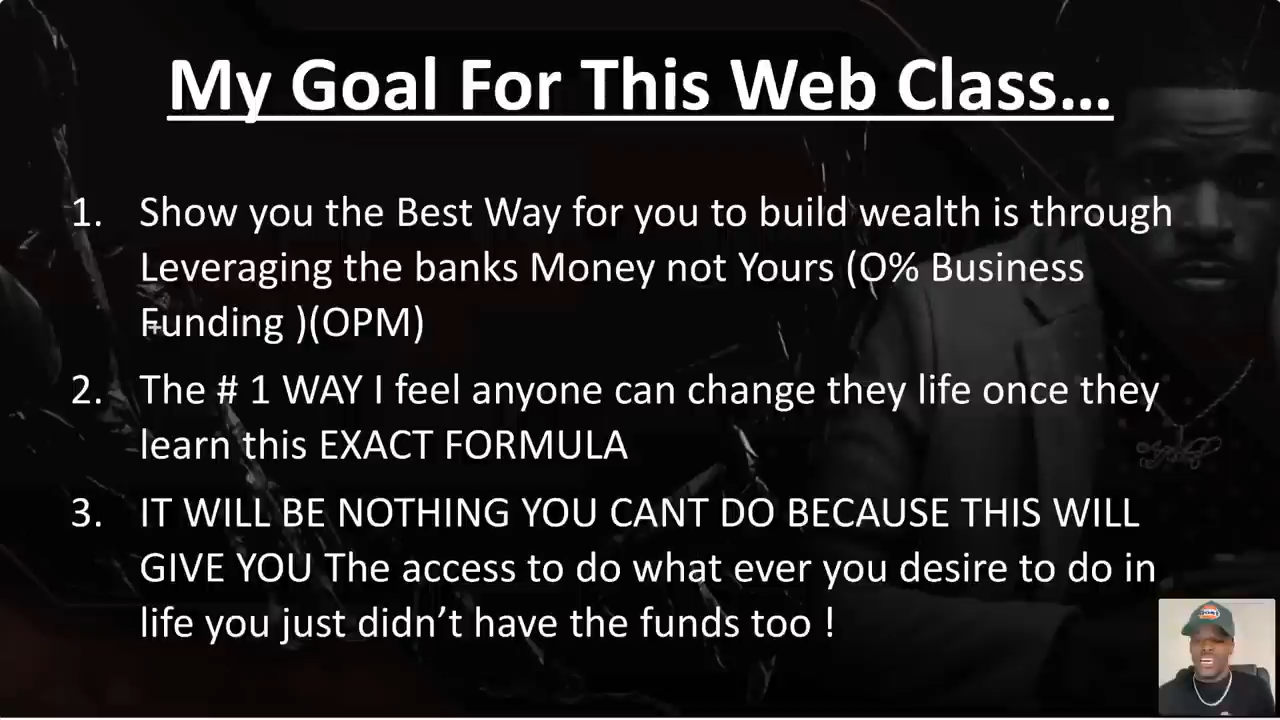 My Goal For This Web Class...
1. Show you the Best Way for you to build wealth is through
Leveraging the banks Money not Yours (O% Business
Funding )(OPM)
2. The # 1 WAY I feel anyone can change they life once they
learn this EXACT FORMULA
3. IT WILL BE NOTHING YOU CANT DO BECAUSE THIS WILL
GIVE YOU The access to do what ever you desire to do in
life you just didn’t have the funds too !